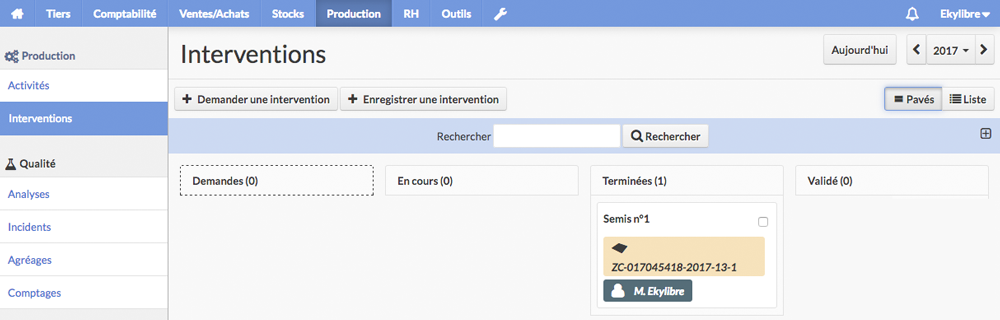 Tiers Comptabilité Ventes/Achats Stocks Production RH Outils Ekylibre
Production
Activités
Interventions
Qualité
Analyses
Incidents
Agréages
Comptages
Interventions
Aujourd'hui
2017
Demander une intervention
Enregistrer une intervention
Pavés
Liste
Rechercher
Rechercher
Demandes (0)
En cours (0)
Terminées (1)
Validé (0)
Semis n°1
ZC-017045418-2017-13-1
M. Ekylibre